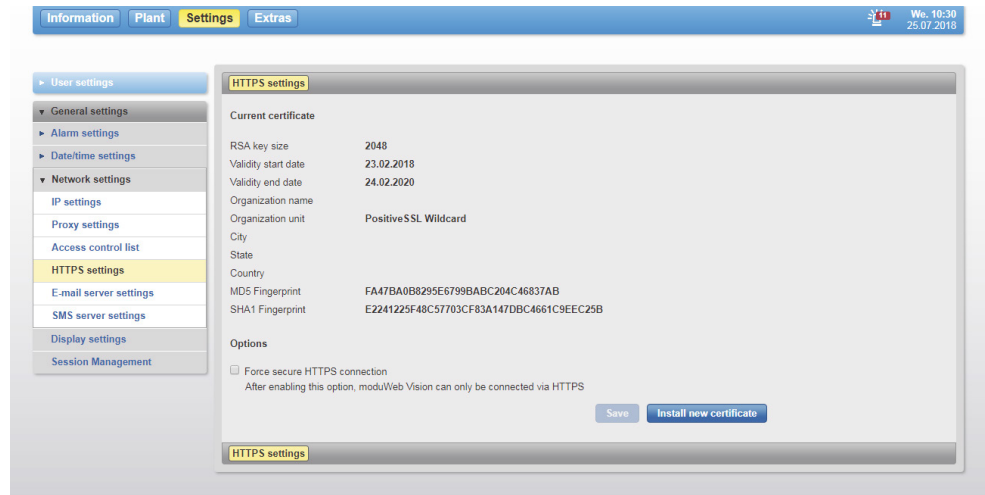 Information Plant Settings Extras 11 We. 10:30
25.07.2018
User settings
General settings
Alarm settings
Date/time settings
Network settings
IP settings
Proxy settings
Access control list
HTTPS settings
E-mail server settings
SMS server settings
Display settings
Session Management
HTTPS settings
Current certificate
RSA key size 2048
Validity start date 23.02.2018
Validity end date 24.02.2020
Organization name
Organization unit PositiveSSL Wildcard
City
State
Country
MD5 Fingerprint FA47BA0B8295E6799BABC204C46837AB
SHA1 Fingerprint E2241225F48C57703CF83A147DBC4661C9EEC25B
Options
Force secure HTTPS connection
After enabling this option, moduWeb Vision can only be connected via HTTPS
Save Install new certificate
HTTPS settings